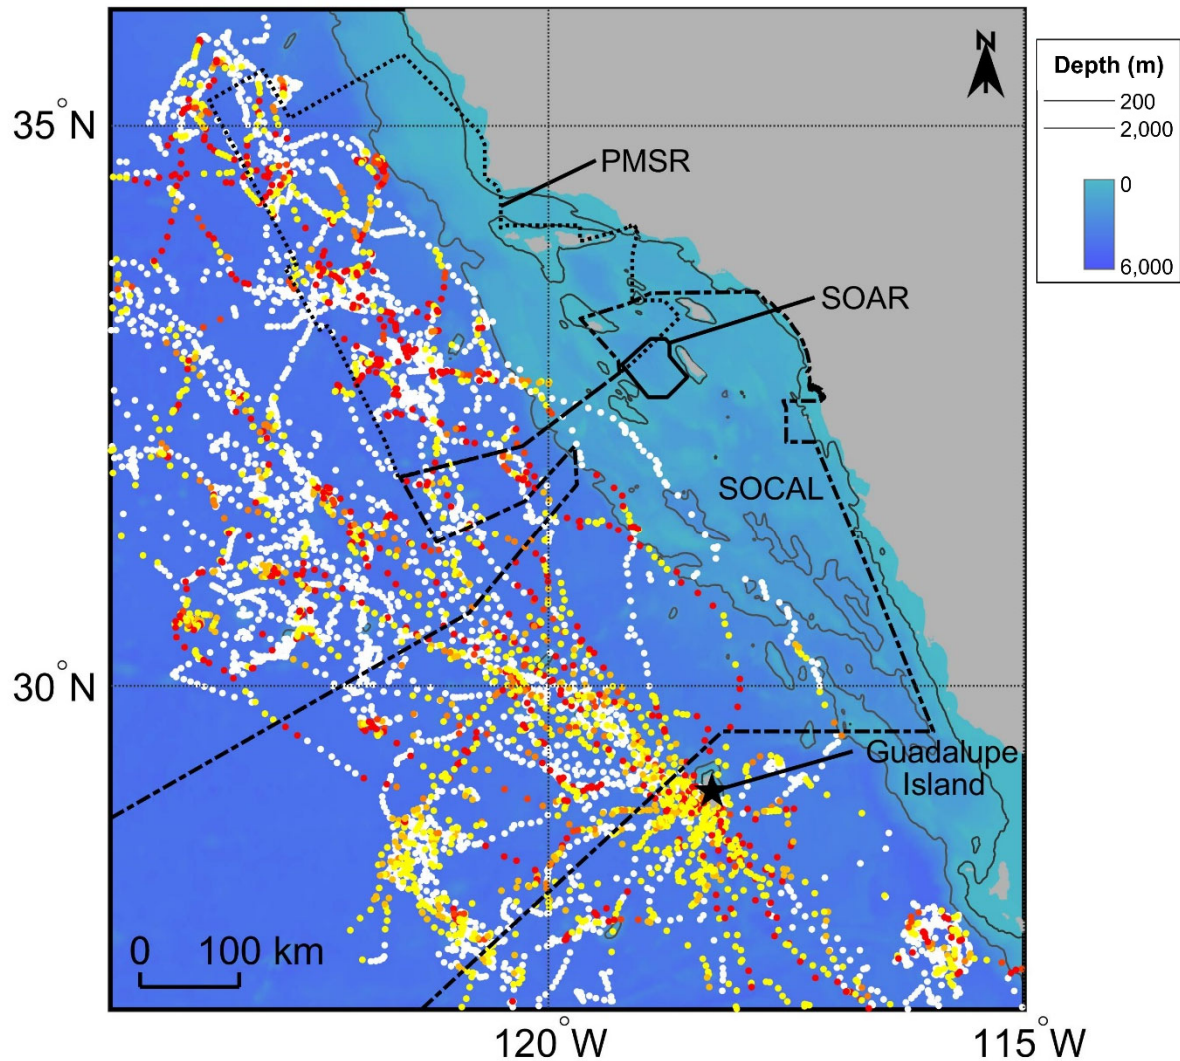 N
Depth (m)
200
2,000
0
6,000
35°N
PMSR
SOAR
SOCAL
30°N
Guadalupe
Island
0 100 km
120°W
115°W